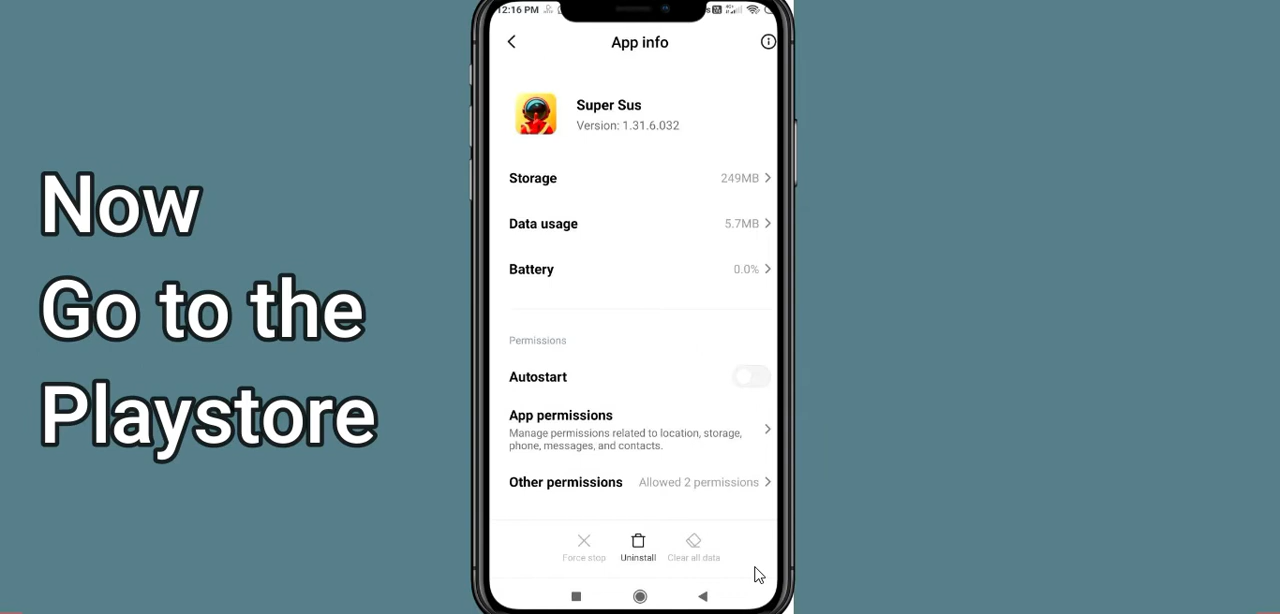 12:16 PM
App info
Super Sus
Version: 1.31.6.032
Storage 249MB
Data usage 5.7MB
Battery 0.0%
Permissions
Autostart
App permissions
Manage permissions related to location, storage,
phone, messages, and contacts.
Other permissions Allowed 2 permissions
Force stop Uninstall Clear all data
Now
Go to the
Playstore